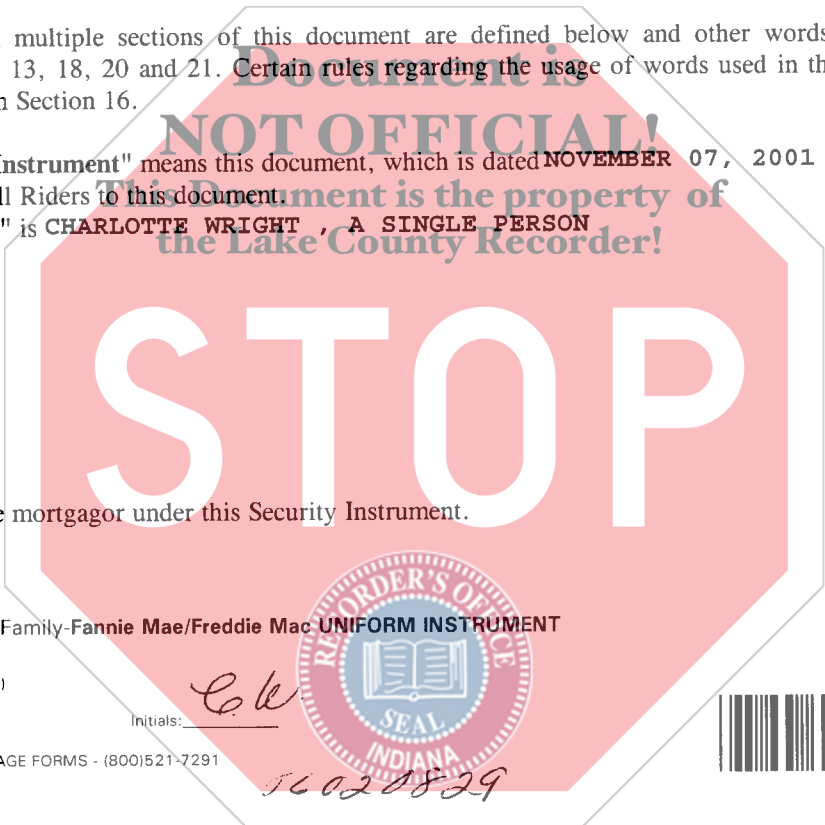 multiple sections of this document are defined below and other words
13, 18, 20 and 21. Certain rules regarding the usage of words used in th
n Section 16.
Document is
NOT OFFICIAL!
This Document is the property of
the Lake County Recorder!
Instrument" means this document, which is dated NOVEMBER 07, 2001
ll Riders to this document.
" is CHARLOTTE WRIGHT , A SINGLE PERSON
STOP
e mortgagor under this Security Instrument.
Family-Fannie Mae/Freddie Mac UNIFORM INSTRUMENT
)
Initials: CW
RECORDER'S OFFICE
SEAL
INDIANA
AGE FORMS - (800)521-7291